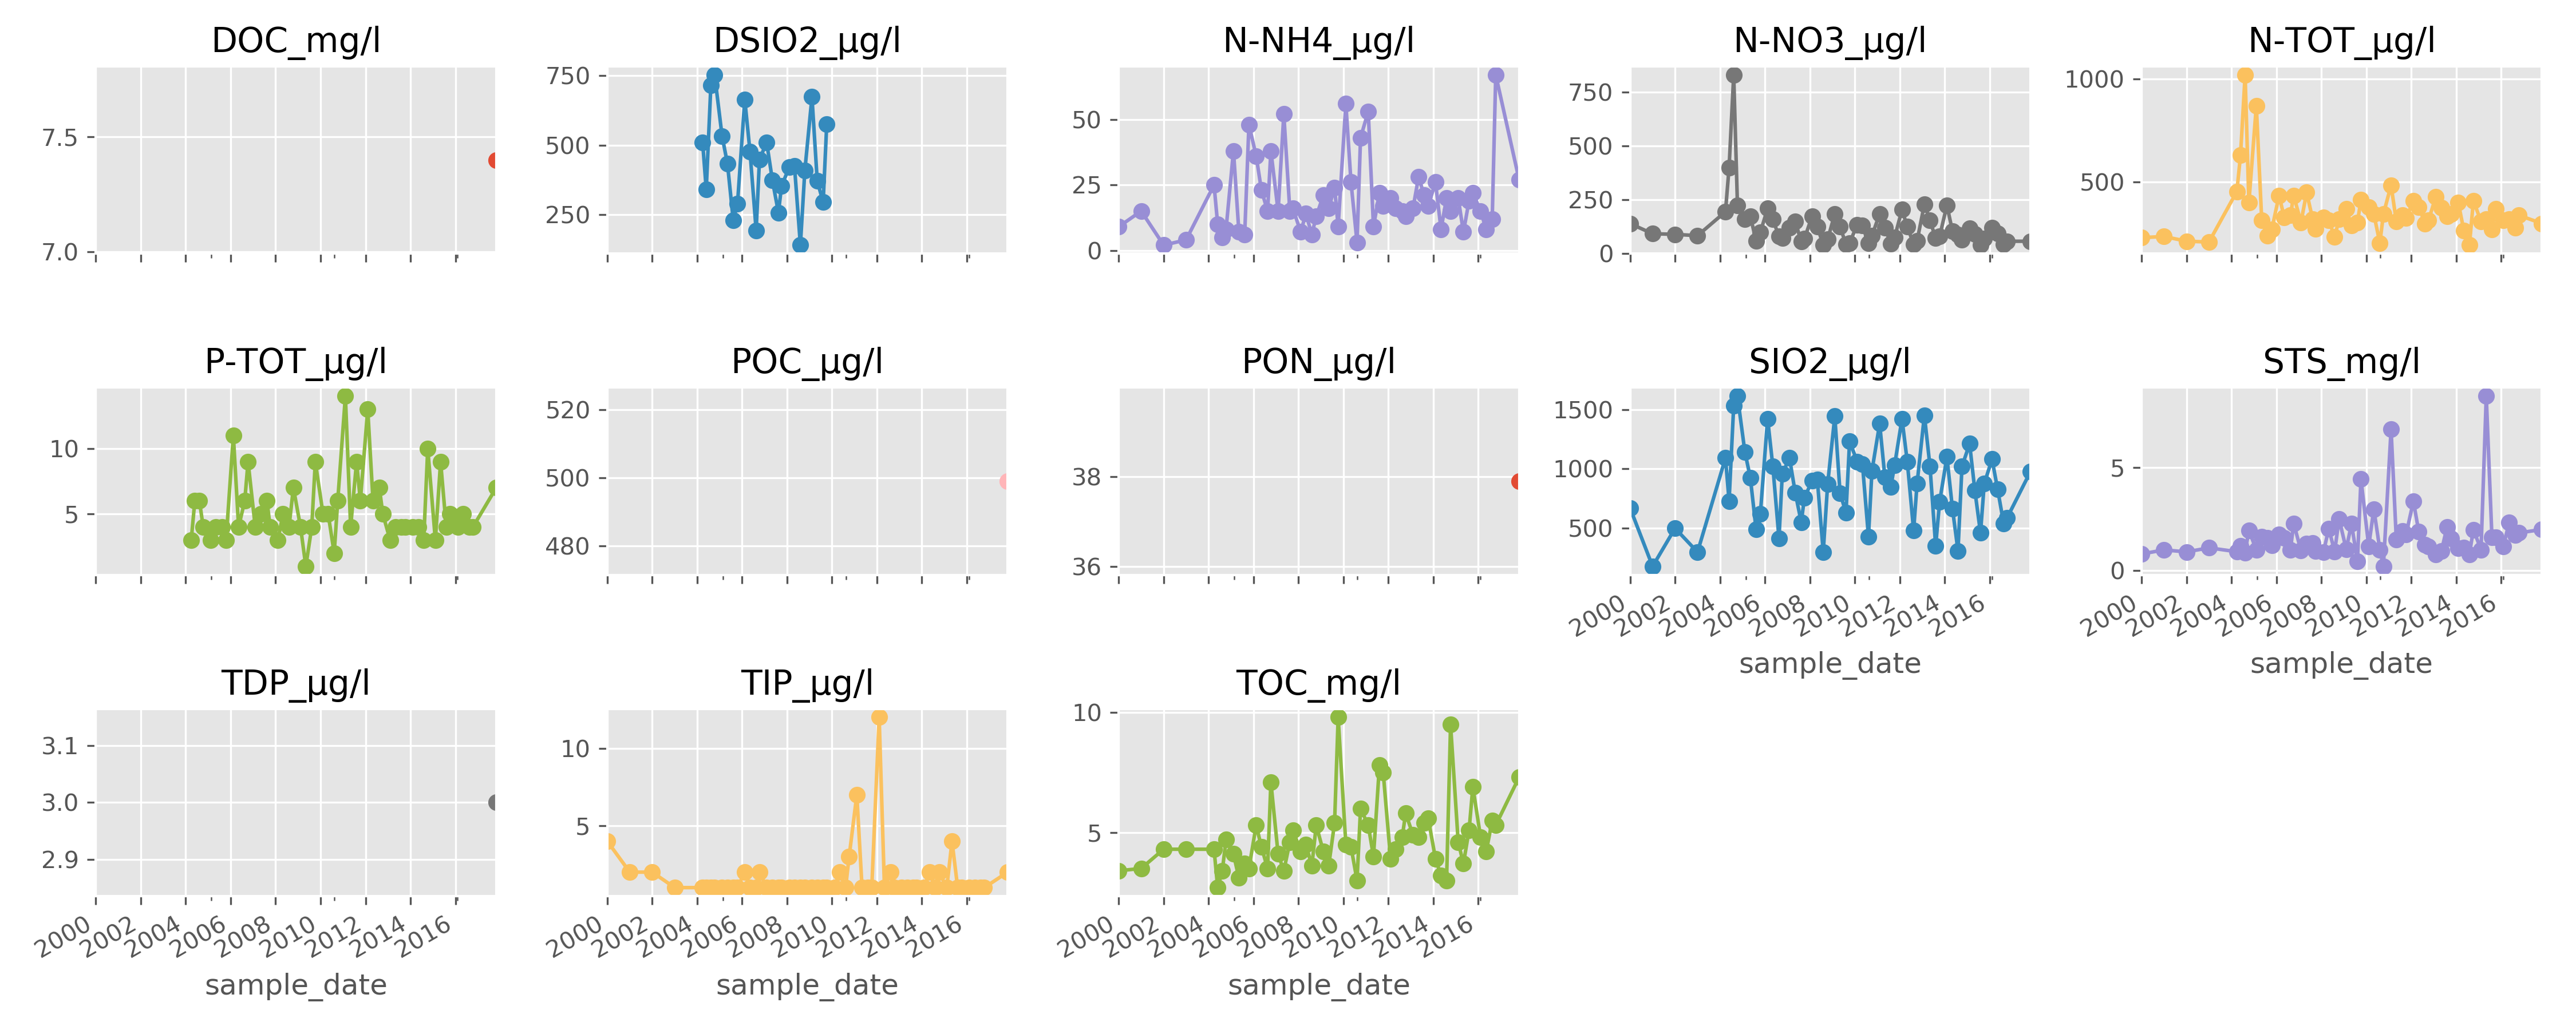 DOC_mg/l
7.5
7.0
DSIO2_µg/l
750
500
250
N-NH4_µg/l
50
25
0
N-NO3_µg/l
750
500
250
0
N-TOT_µg/l
1000
500
P-TOT_µg/l
10
5
POC_µg/l
520
500
480
PON_µg/l
38
36
SIO2_µg/l
1500
1000
500
2000 2002 2004 2006 2008 2010 2012 2014 2016
sample_date
STS_mg/l
5
0
2000 2002 2004 2006 2008 2010 2012 2014 2016
sample_date
TDP_µg/l
3.1
3.0
2.9
2000 2002 2004 2006 2008 2010 2012 2014 2016
sample_date
TIP_µg/l
10
5
2000 2002 2004 2006 2008 2010 2012 2014 2016
sample_date
TOC_mg/l
10
5
2000 2002 2004 2006 2008 2010 2012 2014 2016
sample_date